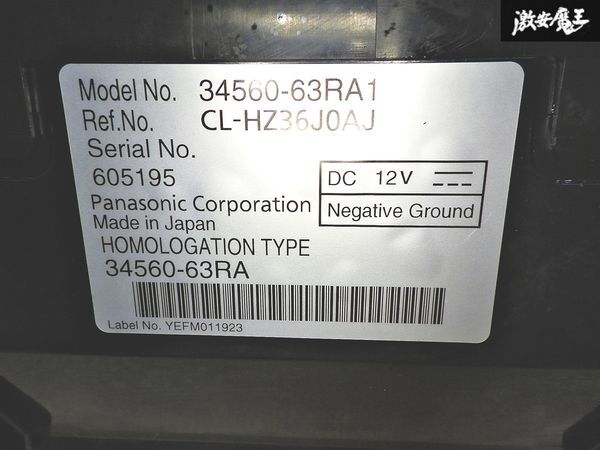 激安魔王
Model No. 34560-63RA1
Ref.No. CL-HZ36J0AJ
Serial No.
605195
DC 12V
Panasonic Corporation
Negative Ground
Made in Japan
HOMOLOGATION TYPE
34560-63RA
Label No. YEFM011923